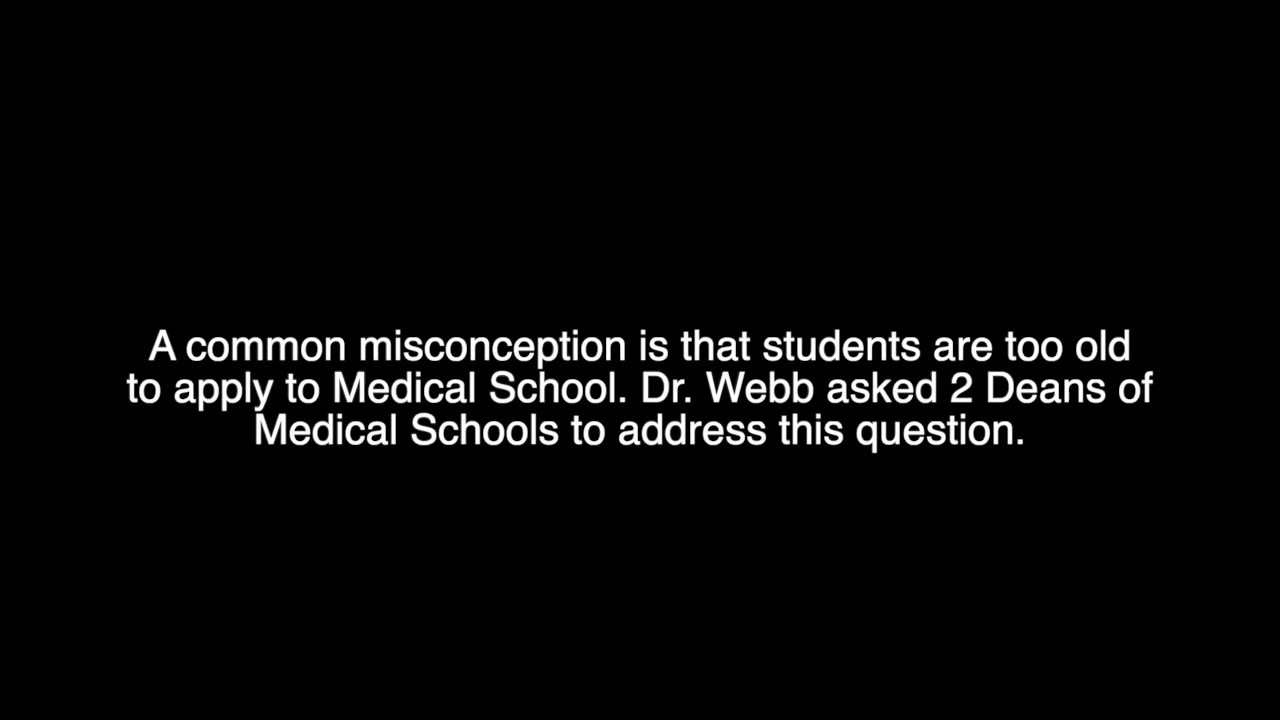 A common misconception is that students are too old
to apply to Medical School. Dr. Webb asked 2 Deans of
Medical Schools to address this question.